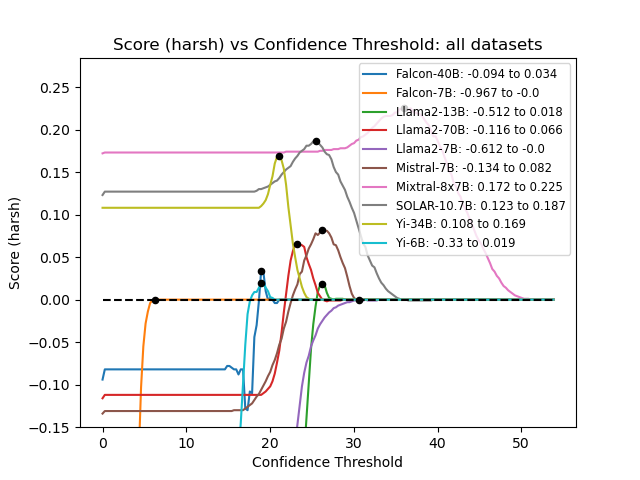 Score (harsh) vs Confidence Threshold: all datasets
Falcon-40B: -0.094 to 0.034
Falcon-7B: -0.967 to -0.0
Llama2-13B: -0.512 to 0.018
Llama2-70B: -0.116 to 0.066
Llama2-7B: -0.612 to -0.0
Mistral-7B: -0.134 to 0.082
Mixtral-8x7B: 0.172 to 0.225
SOLAR-10.7B: 0.123 to 0.187
Yi-34B: 0.108 to 0.169
Yi-6B: -0.33 to 0.019
Score (harsh)
0.25
0.20
0.15
0.10
0.05
0.00
−0.05
−0.10
−0.15
0 10 20 30 40 50
Confidence Threshold